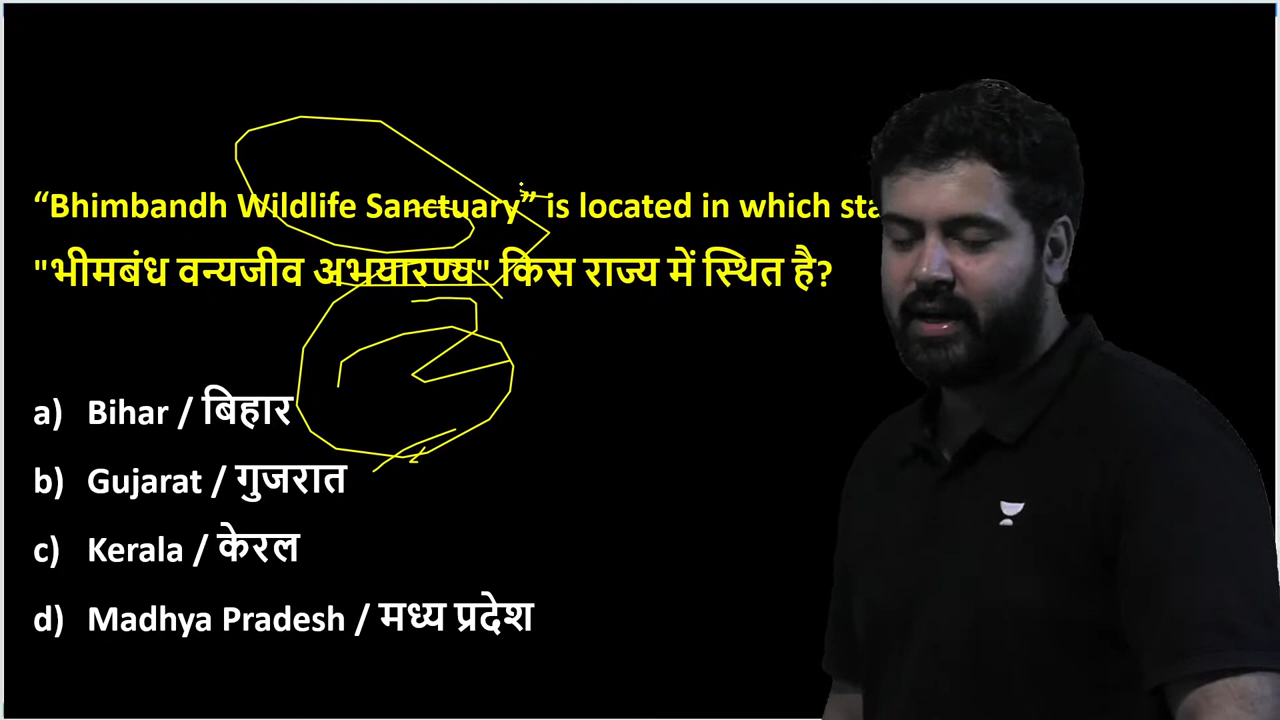 “Bhimbandh Wildlife Sanctuary” is located in which
"भीमबंध वन्यजीव अभयारण्य" किस राज्य में स्थित है?
a) Bihar / बिहार
b) Gujarat / गुजरात
c) Kerala / केरल
d) Madhya Pradesh / मध्य प्रदेश